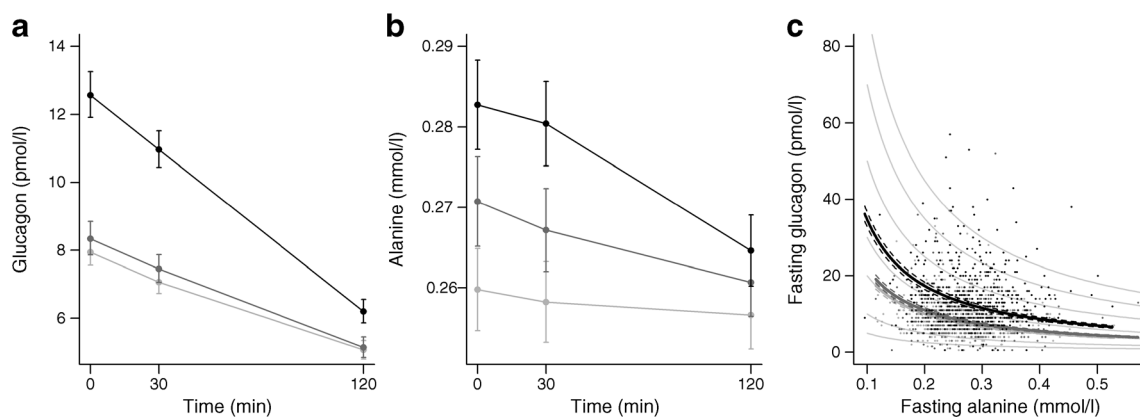 a
Glucagon (pmol/l)
14
12
10
8
6
0 30 120
Time (min)
b
Alanine (mmol/l)
0.29
0.28
0.27
0.26
0 30 120
Time (min)
c
Fasting glucagon (pmol/l)
80
60
40
20
0
0.1 0.2 0.3 0.4 0.5
Fasting alanine (mmol/l)